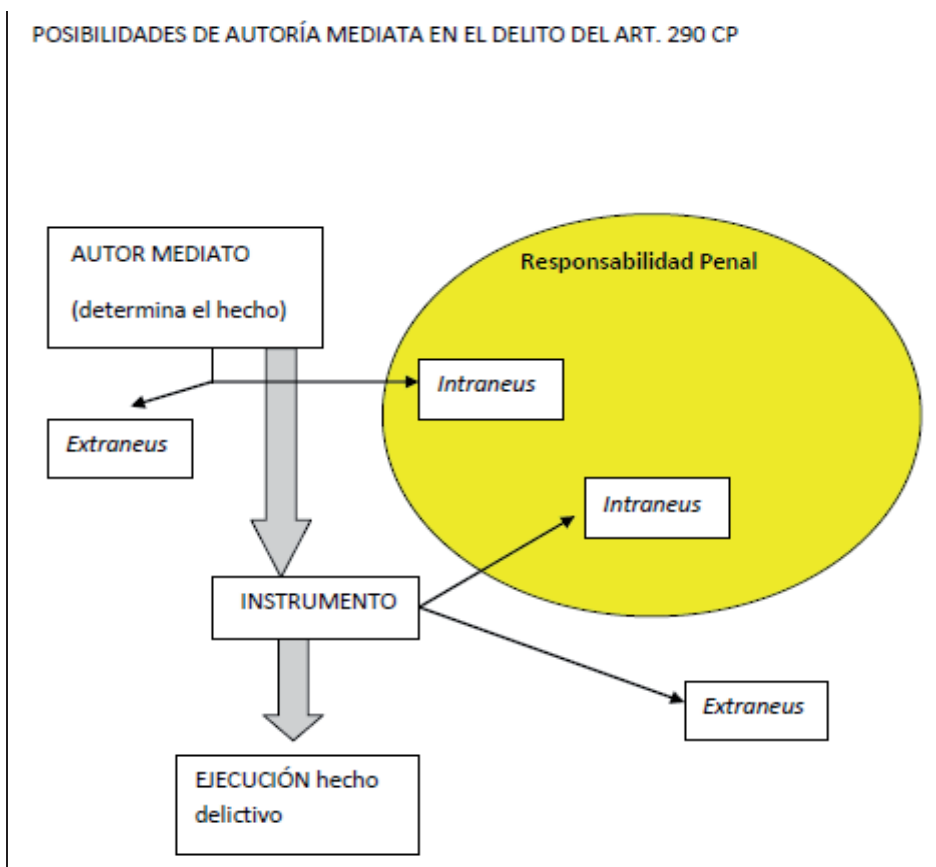 POSIBILIDADES DE AUTORÍA MEDIATA EN EL DELITO DEL ART. 290 CP
AUTOR MEDIATO
(determina el hecho)
Responsabilidad Penal
Intraneus
Extraneus
Intraneus
INSTRUMENTO
Extraneus
EJECUCIÓN hecho
delictivo